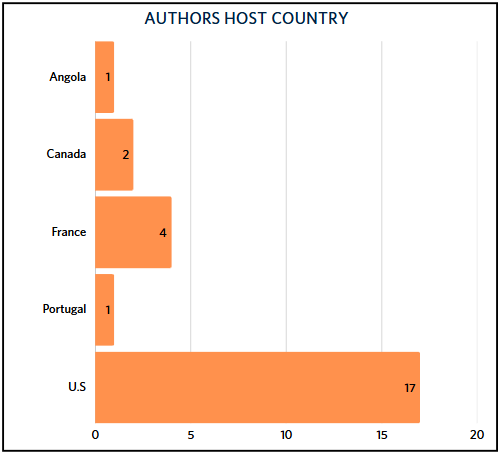 AUTHORS HOST COUNTRY
Angola 1
Canada 2
France 4
Portugal 1
U.S 17
0 5 10 15 20